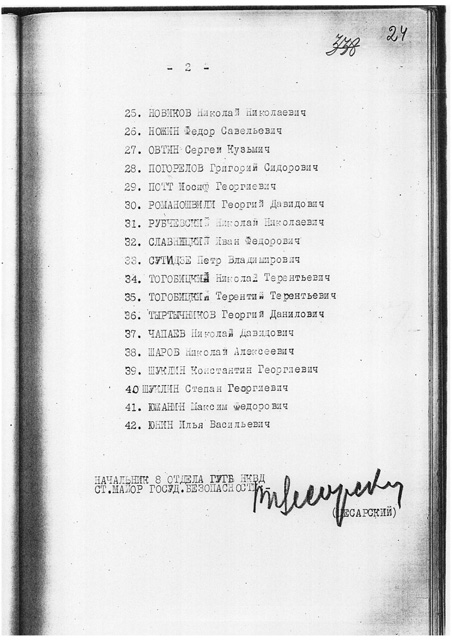 338 24
- 2 -
25. НОВИКОВ Николай Николаевич
26. НОЖИН Федор Савельевич
27. ОВТИН Сергей Кузьмич
28. ПОГОРЕЛОВ Григорий Сидорович
29. ПОТТ Иосиф Георгиевич
30. РОМАНОШВИЛИ Георгий Давидович
31. РУБЧЕВСКИЙ Николай Николаевич
32. СЛАВНЕЦКИЙ Иван Федорович
33. СУТИДЗЕ Петр Владимирович
34. ТОГОБИЦКИЙ Николай Терентьевич
35. ТОГОБИЦКИЙ Терентий Терентьевич
36. ТЫРТЫЧНИКОВ Георгий Данилович
37. ЧАПАЕВ Николай Давидович
38. ШАРОВ Николай Алексеевич
39. ШУКЛИН Константин Георгиевич
40 ШУКЛИН Степан Георгиевич
41. ЮЖАНИН Максим Федорович
42. ЮНИН Илья Васильевич
НАЧАЛЬНИК 8 ОТДЕЛА ГУГБ НКВД
СТ.МАЙОР ГОСУД.БЕЗОПАСНОСТИ -
(ЦЕСАРСКИЙ)